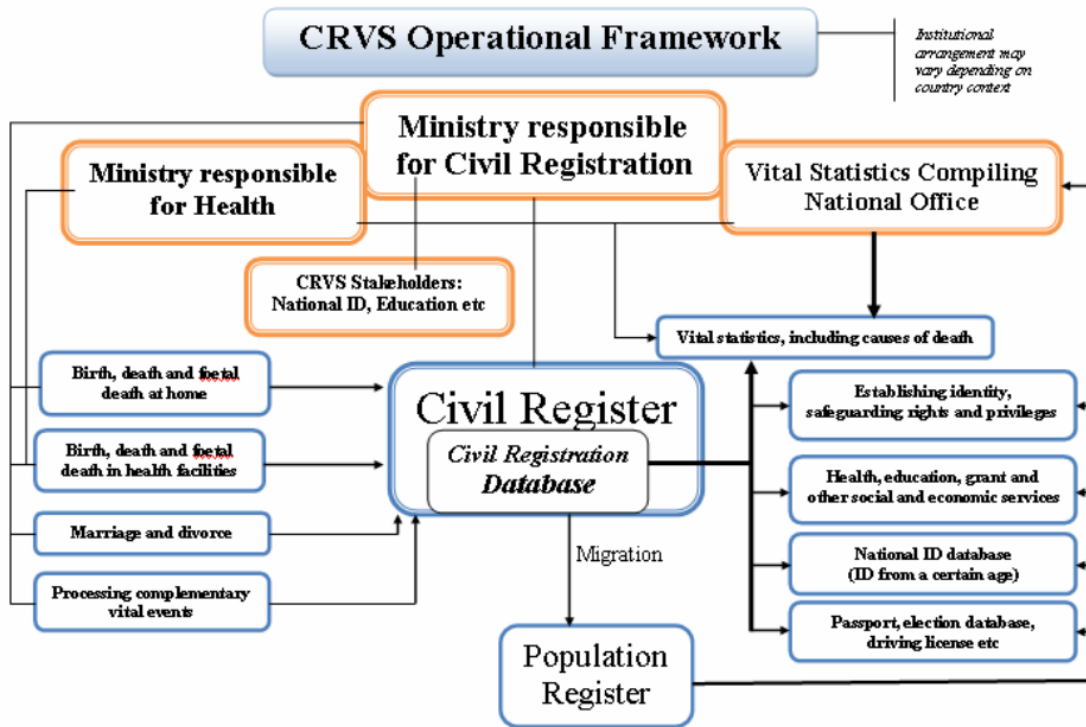 CRVS Operational Framework
Institutional
arrangement may
vary depending on
country context
Ministry responsible
for Civil Registration
Ministry responsible
for Health
Vital Statistics Compiling
National Office
CRVS Stakeholders:
National ID, Education etc
Vital statistics, including causes of death
Birth, death and foetal
death at home
Birth, death and foetal
death in health facilities
Marriage and divorce
Processing complementary
vital events
Civil Register
Civil Registration
Database
Migration
Population
Register
Establishing identity,
safeguarding rights and privileges
Health, education, grant and
other social and economic services
National ID database
(ID from a certain age)
Passport, election database,
driving license etc